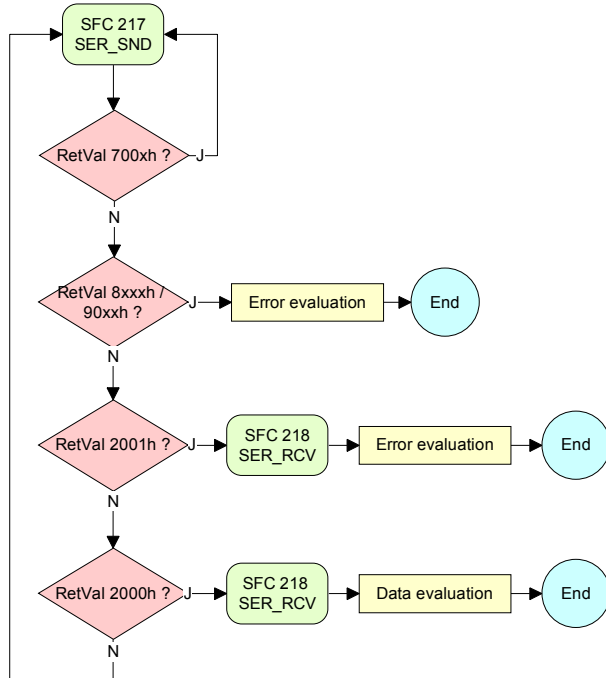 SFC 217
SER_SND
RetVal 700xh ?
J
N
RetVal 8xxxh /
90xxh ?
J
Error evaluation
End
N
RetVal 2001h ?
J
SFC 218
SER_RCV
Error evaluation
End
N
RetVal 2000h ?
J
SFC 218
SER_RCV
Data evaluation
End
N